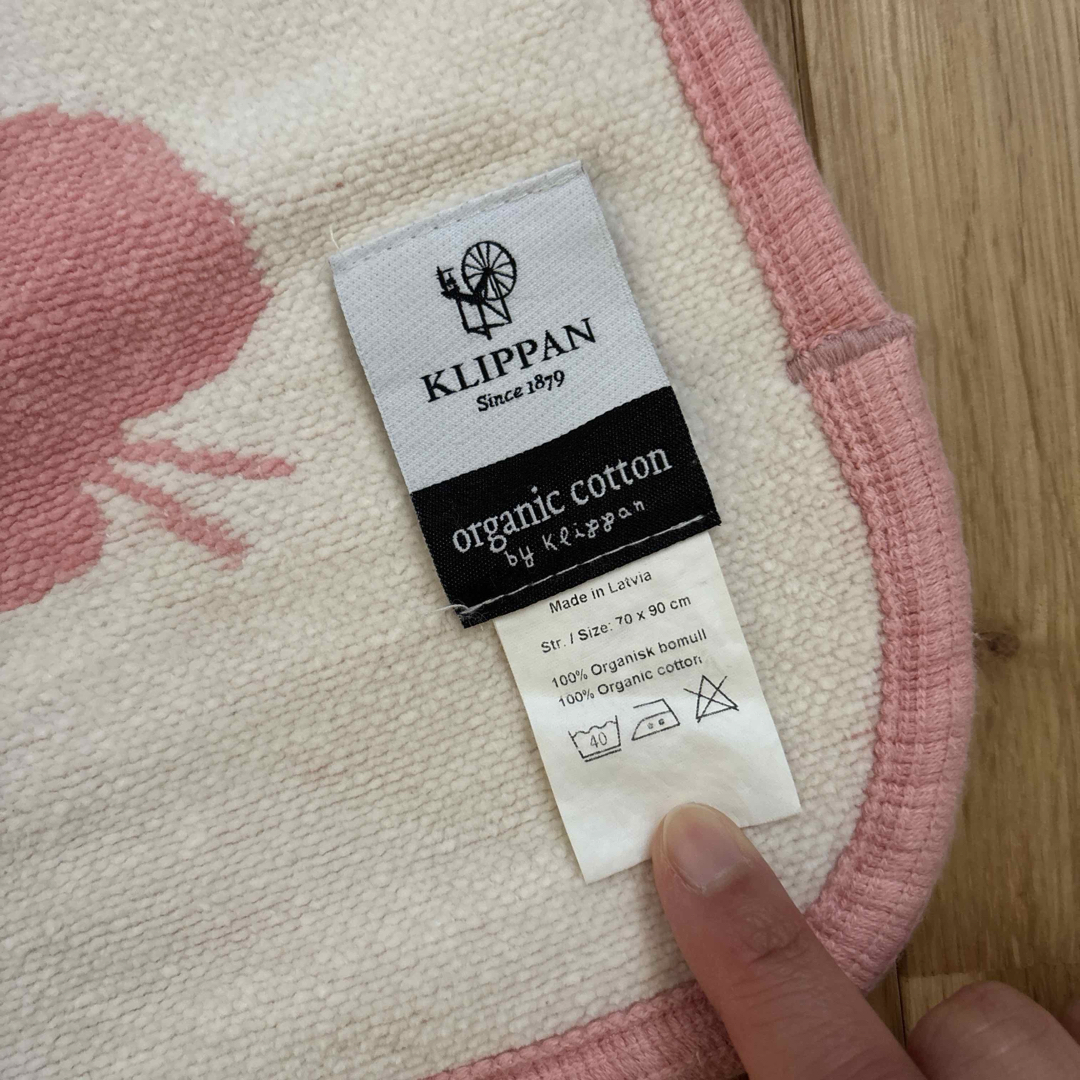 KLIPPAN
Since 1879
organic cotton
by klippan
Made in Latvia
Str. / Size: 70 x 90 cm
100% Organisk bomull
100% Organic cotton
40